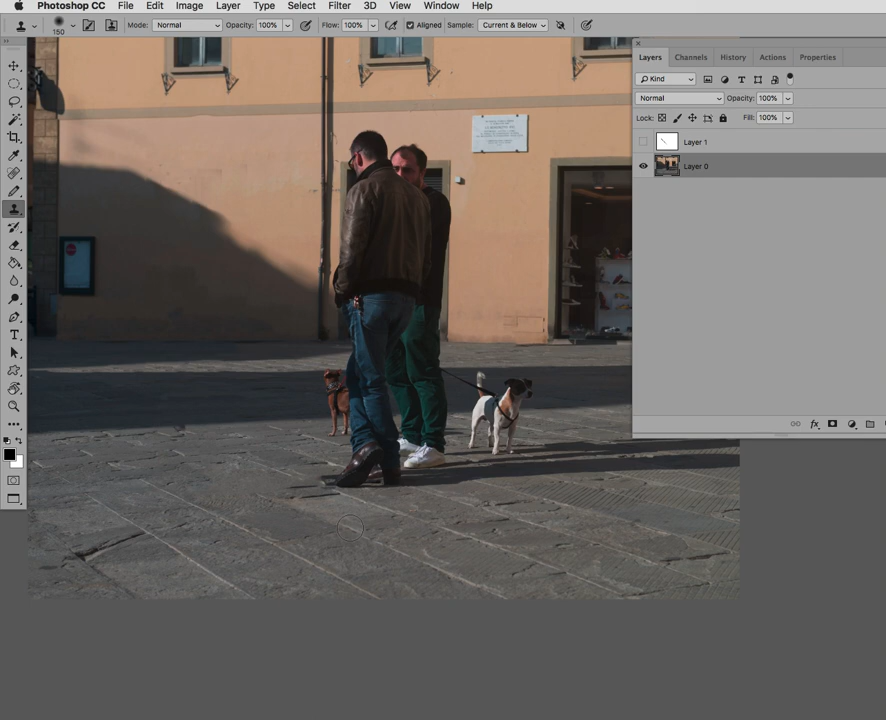 Photoshop CC File Edit Image Layer Type Select Filter 3D View Window Help
150 Mode: Normal Opacity: 100% Flow: 100% Aligned Sample: Current & Below
Layers Channels History Actions Properties
Kind
Normal Opacity: 100%
Lock: Fill: 100%
Layer 1
Layer 0
fx